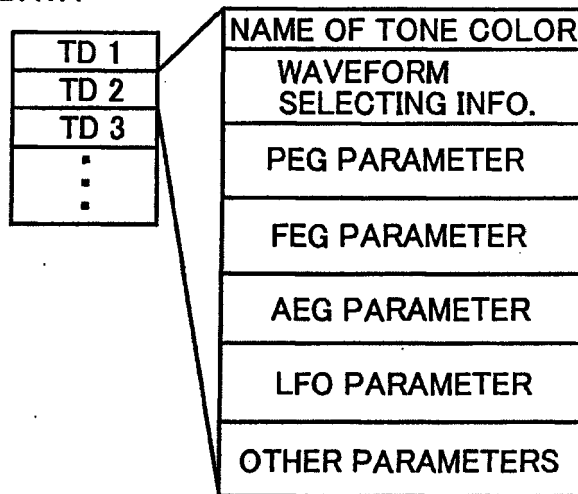 TD 1
TD 2
TD 3
NAME OF TONE COLOR
WAVEFORM
SELECTING INFO.
PEG PARAMETER
FEG PARAMETER
AEG PARAMETER
LFO PARAMETER
OTHER PARAMETERS